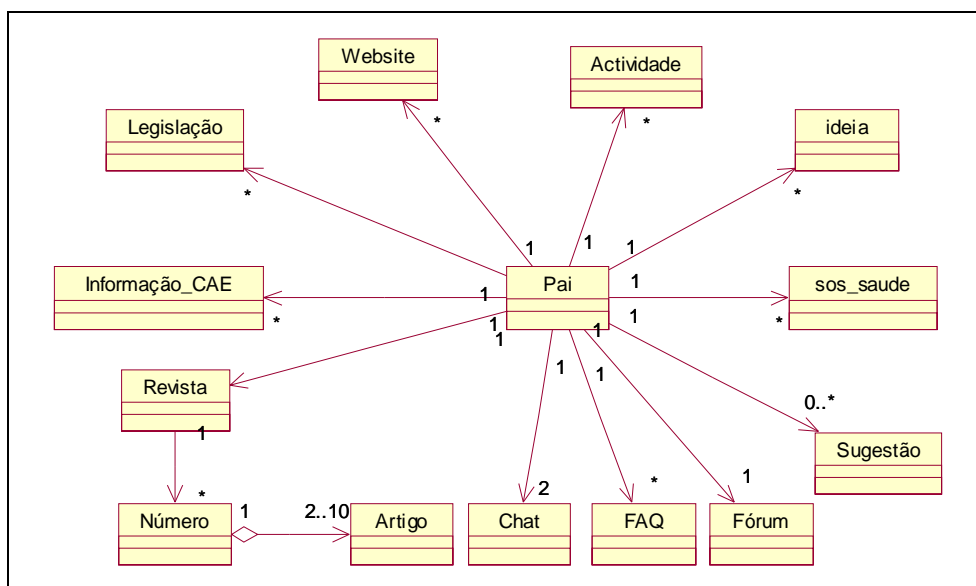 Website
*
Actividade
*
Legislação
*
ideia
*
1
1
1
Pai
Informação_CAE
*
1
1
1
1
1
1
1
1
1
sos_saude
*
Revista
1
0..*
Sugestão
*
Número
1
2..10
Artigo
2
Chat
*
FAQ
1
Fórum